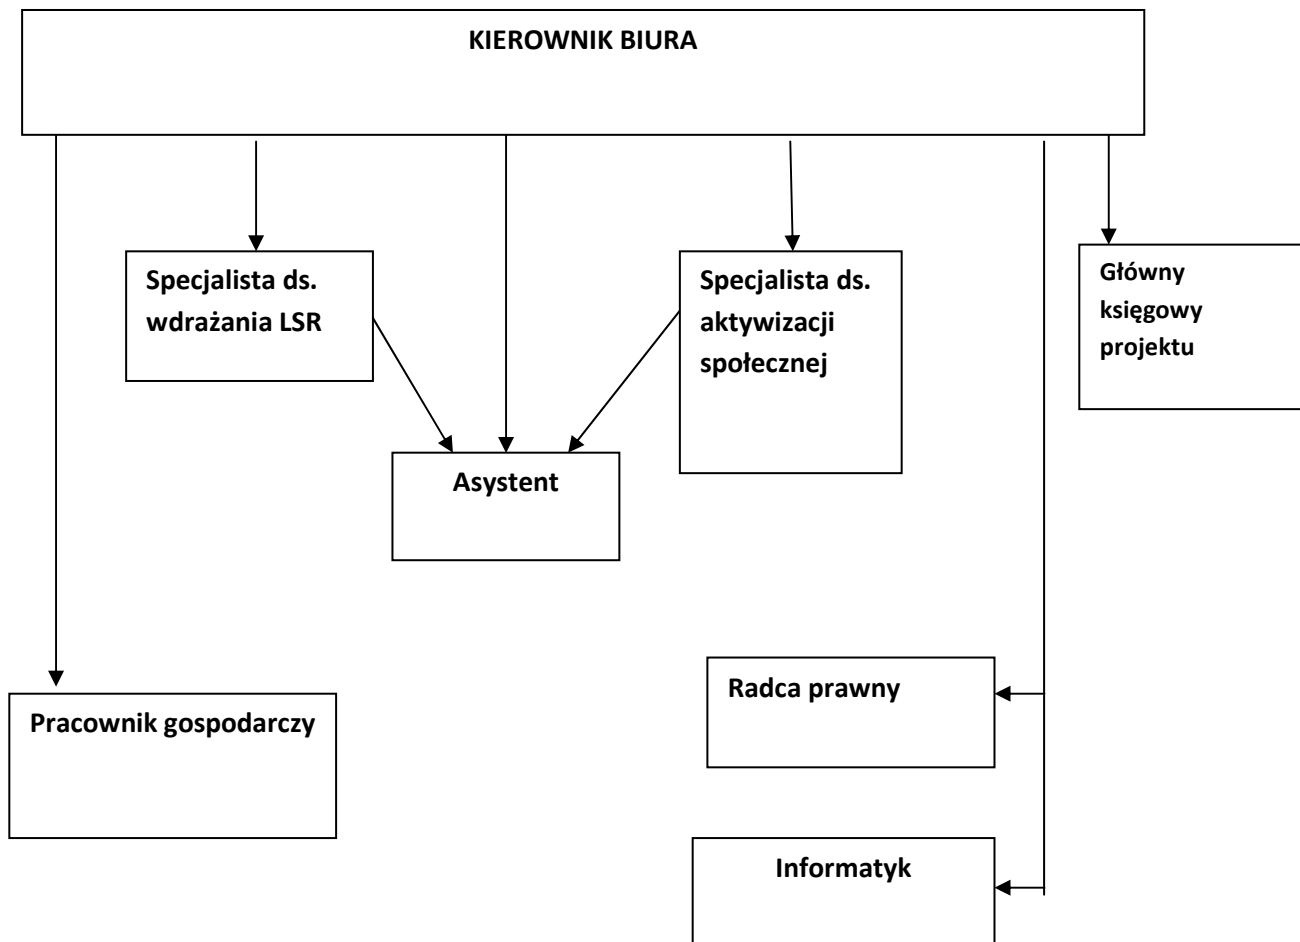 KIEROWNIK BIURA
Specjalista ds.
wdrażania LSR
Specjalista ds.
aktywizacji
społecznej
Główny
księgowy
projektu
Asystent
Radca prawny
Pracownik gospodarczy
Informatyk